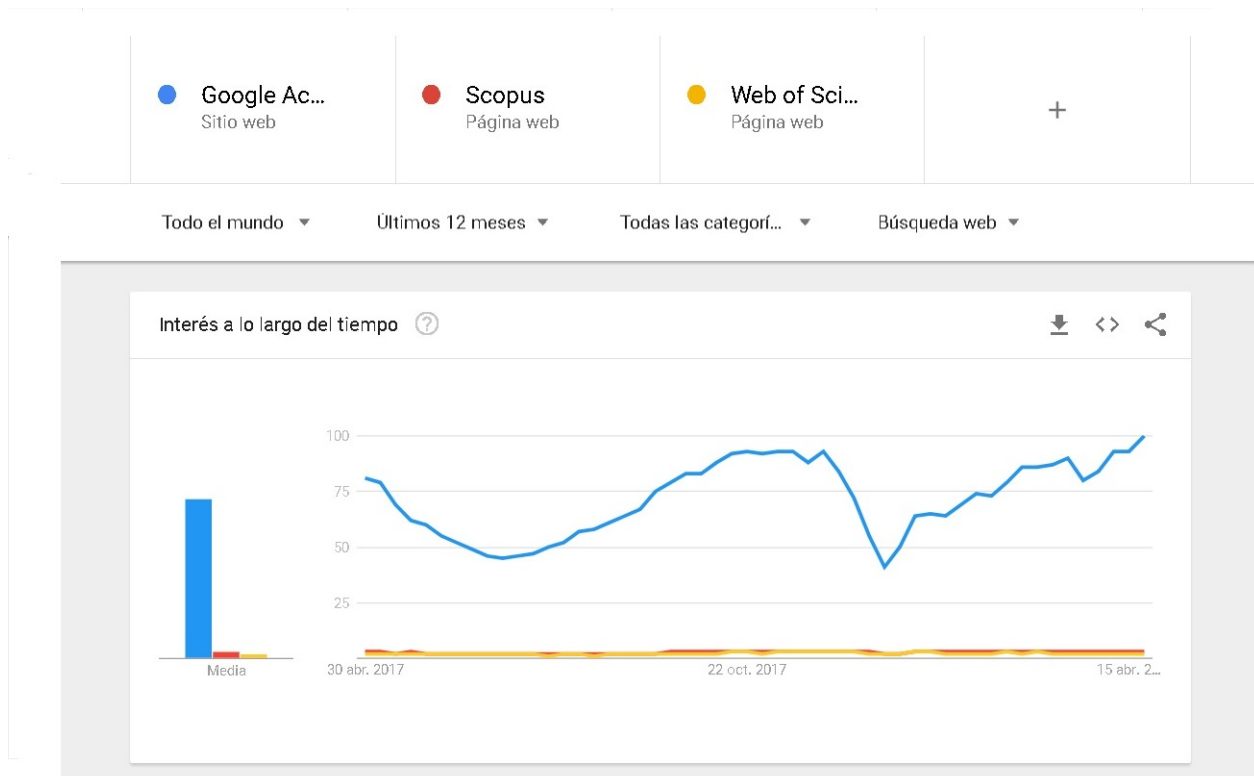 Google Ac...
Sitio web
Scopus
Página web
Web of Sci...
Página web
+
Todo el mundo
Últimos 12 meses
Todas las categorí...
Búsqueda web
Interés a lo largo del tiempo ?
100
75
50
25
Media
30 abr. 2017
22 oct. 2017
15 abr. 2...